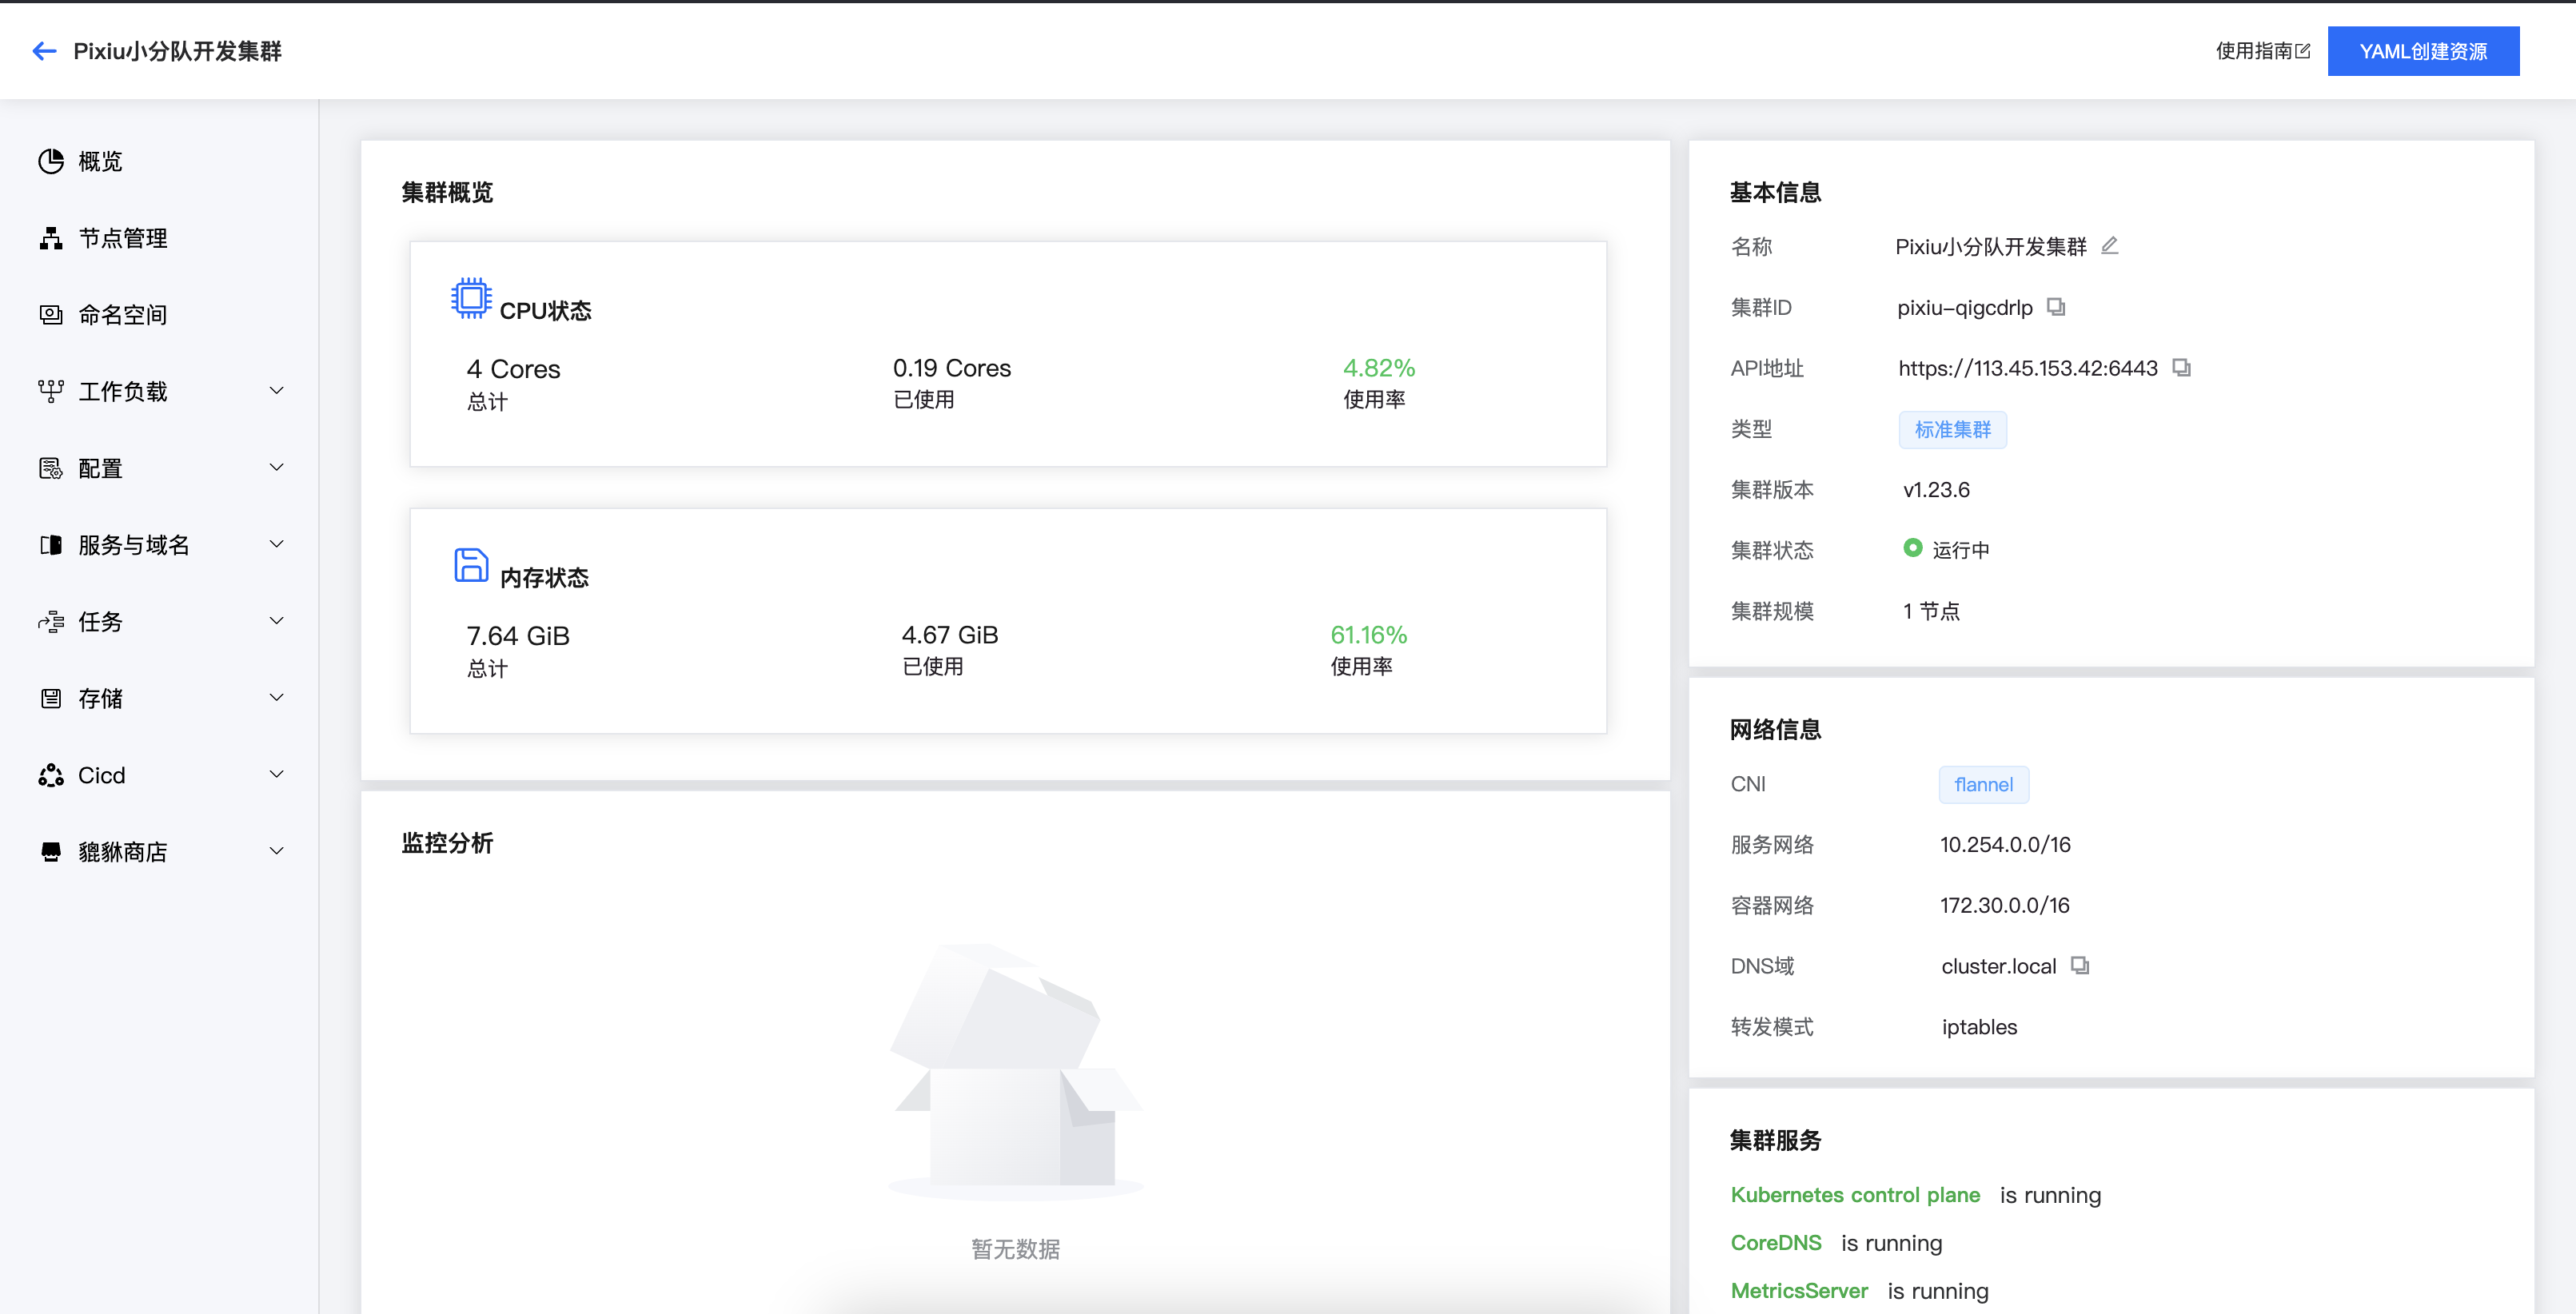 Pixiu小分队开发集群
使用指南
YAML创建资源
概览
节点管理
命名空间
工作负载
配置
服务与域名
任务
存储
Cicd
貔貅商店
集群概览
CPU状态
4 Cores
总计
0.19 Cores
已使用
4.82%
使用率
内存状态
7.64 GiB
总计
4.67 GiB
已使用
61.16%
使用率
监控分析
暂无数据
基本信息
名称 Pixiu小分队开发集群
集群ID pixiu-qigcdrlp
API地址 https://113.45.153.42:6443
类型 标准集群
集群版本 v1.23.6
集群状态 运行中
集群规模 1 节点
网络信息
CNI flannel
服务网络 10.254.0.0/16
容器网络 172.30.0.0/16
DNS域 cluster.local
转发模式 iptables
集群服务
Kubernetes control plane is running
CoreDNS is running
MetricsServer is running